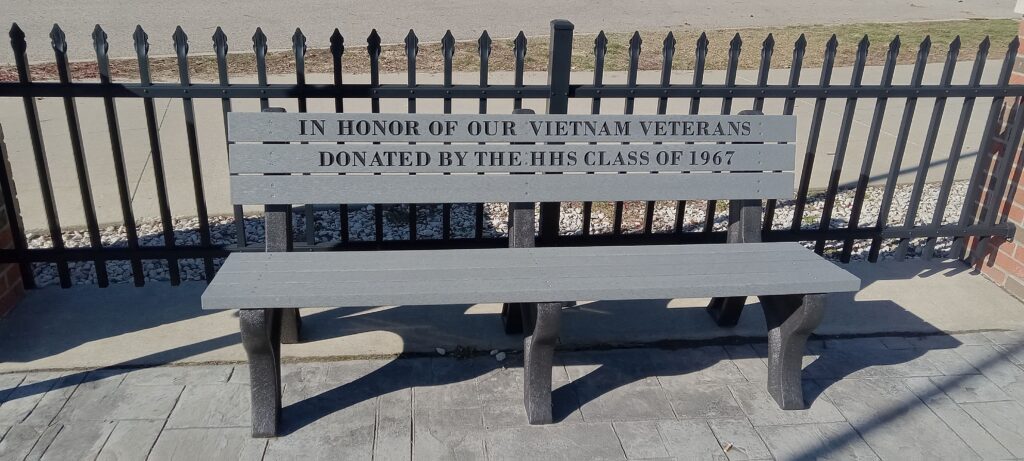 IN HONOR OF OUR VIETNAM VETERANS
DONATED BY THE HHS CLASS OF 1967